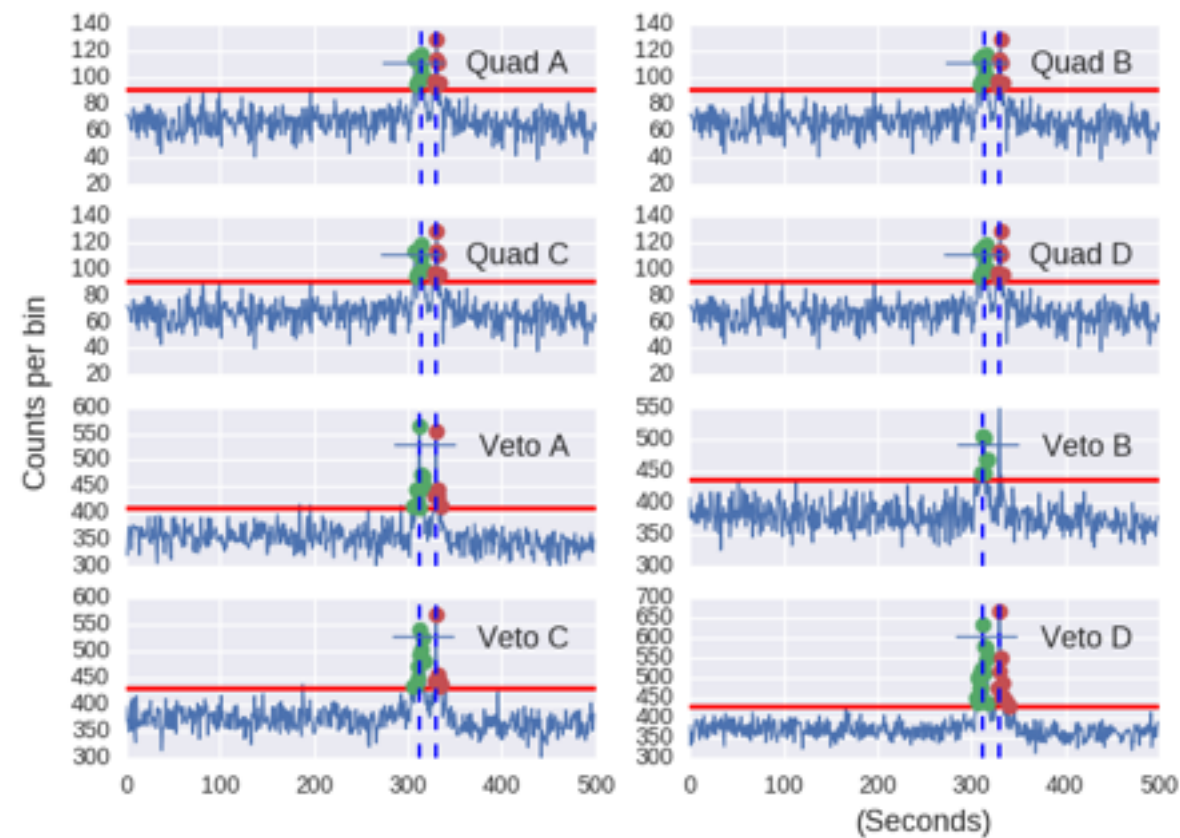 140 120 100 80 60 40 20 Quad A
140 120 100 80 60 40 20 Quad B
140 120 100 80 60 40 20 Quad C
140 120 100 80 60 40 20 Quad D
Counts per bin
600 550 500 450 400 350 300 Veto A
550 500 450 400 350 300 Veto B
600 550 500 450 400 350 300 Veto C
700 650 600 550 500 450 400 350 300 Veto D
0 100 200 300 400 500
0 100 200 300 400 500
(Seconds)